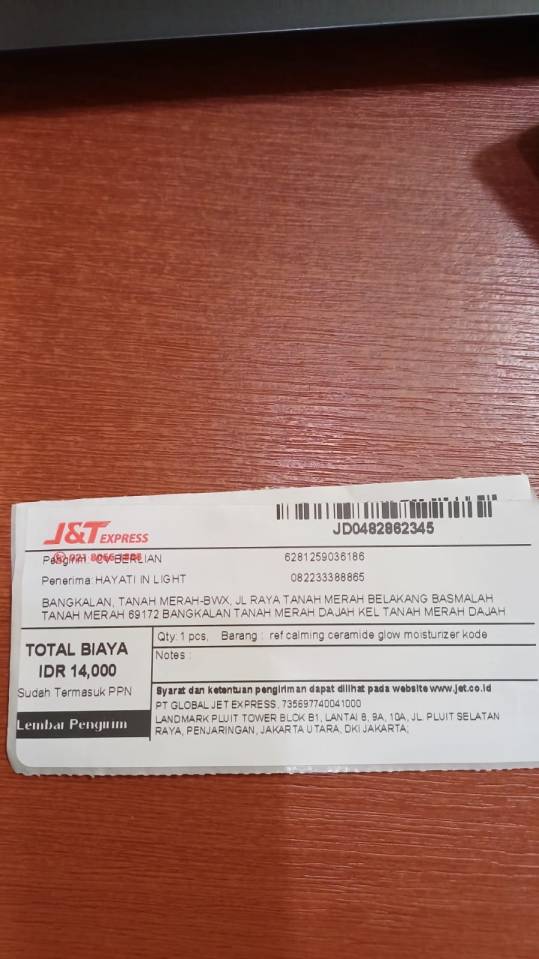 J&T EXPRESS
JD0482862345
Pengirim: CV BERLIAN 6281259036186
Penerima: HAYATI IN LIGHT 082233388865
BANGKALAN, TANAH MERAH-BWX, JL RAYA TANAH MERAH BELAKANG BASMALAH
TANAH MERAH 69172 BANGKALAN TANAH MERAH DAJAH KEL TANAH MERAH DAJAH
TOTAL BIAYA
IDR 14,000
Sudah Termasuk PPN
Lembar Pengirim
Qty: 1 pcs, Barang : ref calming ceramide glow moisturizer kode
Notes :
Syarat dan ketentuan pengiriman dapat dilihat pada website www.jet.co.id
PT GLOBAL JET EXPRESS, 735697740041000
LANDMARK PLUIT TOWER BLOK B1, LANTAI 8, 9A, 10A, JL. PLUIT SELATAN
RAYA, PENJARINGAN, JAKARTA UTARA, DKI JAKARTA;